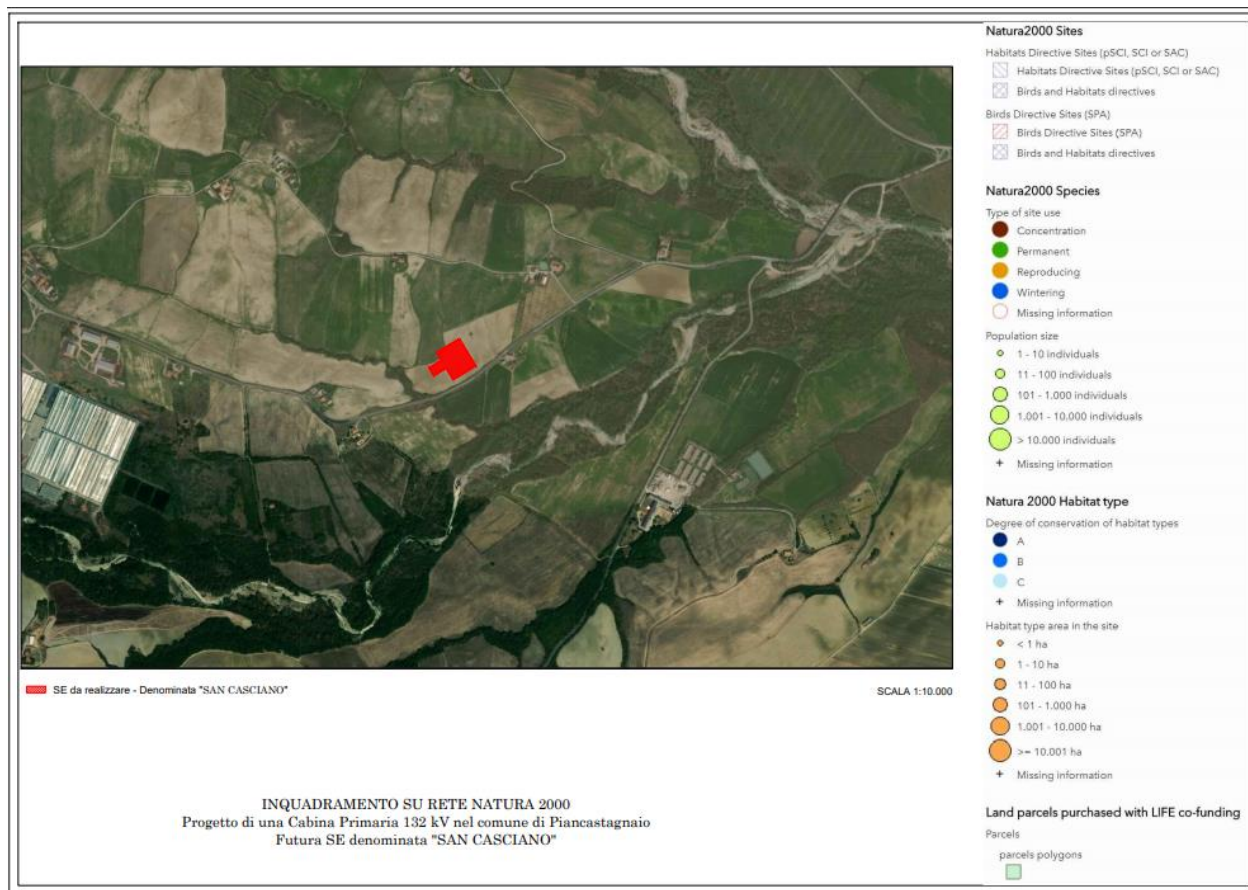 SE da realizzare - Denominata "SAN CASCIANO"
SCALA 1:10.000
INQUADRAMENTO SU RETE NATURA 2000
Progetto di una Cabina Primaria 132 kV nel comune di Piancastagnaio
Futura SE denominata "SAN CASCIANO"
Natura2000 Sites
Habitats Directive Sites (pSCI, SCI or SAC)
Habitats Directive Sites (pSCI, SCI or SAC)
Birds and Habitats directives
Birds Directive Sites (SPA)
Birds Directive Sites (SPA)
Birds and Habitats directives
Natura2000 Species
Type of site use
Concentration
Permanent
Reproducing
Wintering
Missing information
Population size
1 - 10 individuals
11 - 100 individuals
101 - 1.000 individuals
1.001 - 10.000 individuals
> 10.000 individuals
Missing information
Natura 2000 Habitat type
Degree of conservation of habitat types
A
B
C
Missing information
Habitat type area in the site
< 1 ha
1 - 10 ha
11 - 100 ha
101 - 1.000 ha
1.001 - 10.000 ha
>= 10.001 ha
Missing information
Land parcels purchased with LIFE co-funding
Parcels
parcels polygons